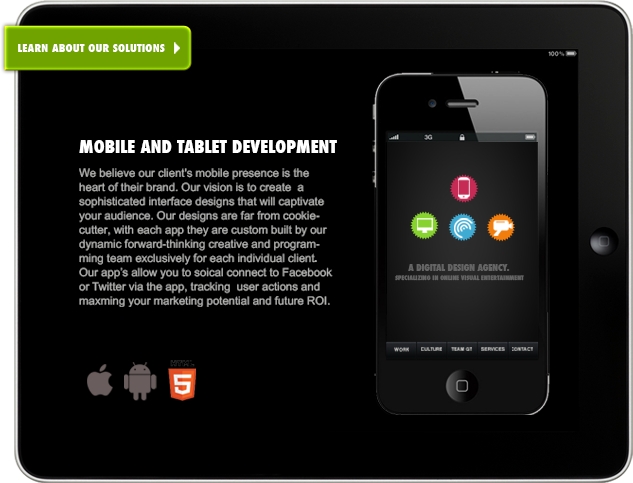 LEARN ABOUT OUR SOLUTIONS
100%
MOBILE AND TABLET DEVELOPMENT
We believe our client's mobile presence is the
heart of their brand. Our vision is to create a
sophisticated interface designs that will captivate
your audience. Our designs are far from cookie-
cutter, with each app they are custom built by our
dynamic forward-thinking creative and program-
ming team exclusively for each individual client.
Our app's allow you to soical connect to Facebook
or Twitter via the app, tracking user actions and
maxming your marketing potential and future ROI.
HTML
5
3G
A DIGITAL DESIGN AGENCY.
SPECIALIZING IN ONLINE VISUAL ENTERTAINMENT
WORK CULTURE TEAM GT SERVICES CONTACT